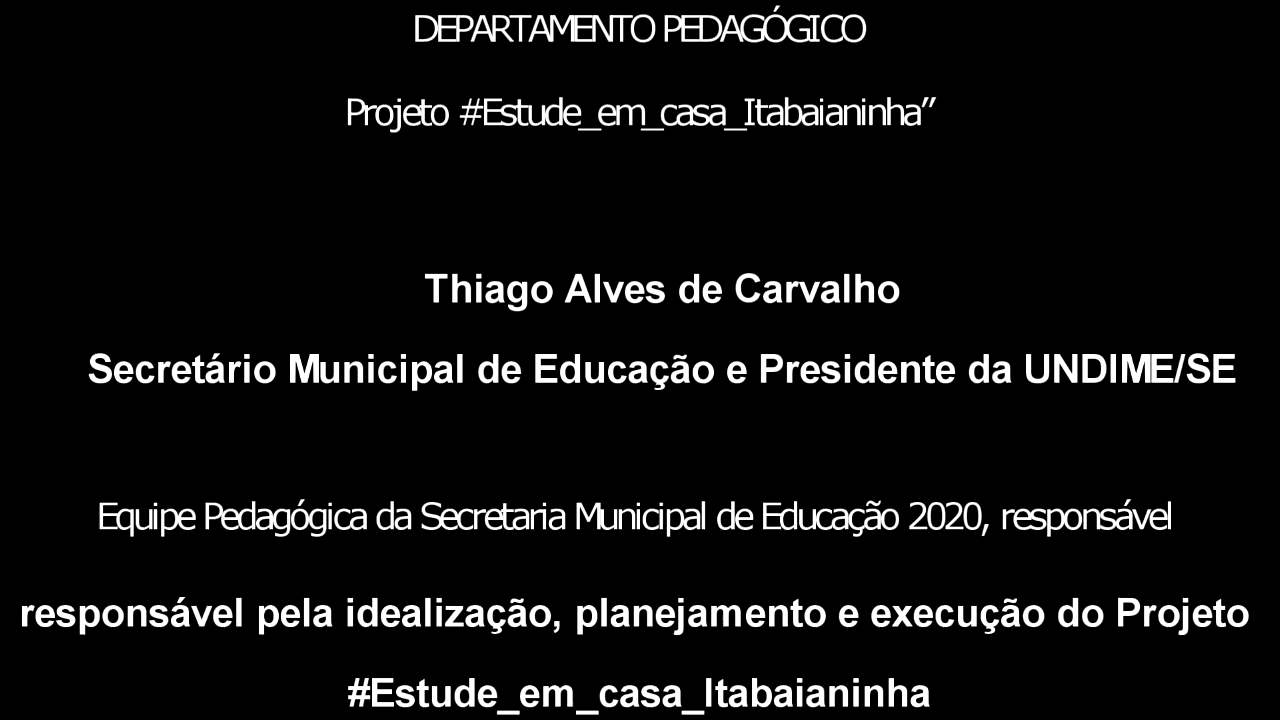 DEPARTAMENTO PEDAGÓGICO
Projeto #Estude_em_casa_Itabaianinha”
Thiago Alves de Carvalho
Secretário Municipal de Educação e Presidente da UNDIME/SE
Equipe Pedagógica da Secretaria Municipal de Educação 2020, responsável
responsável pela idealização, planejamento e execução do Projeto
#Estude_em_casa_Itabaianinha